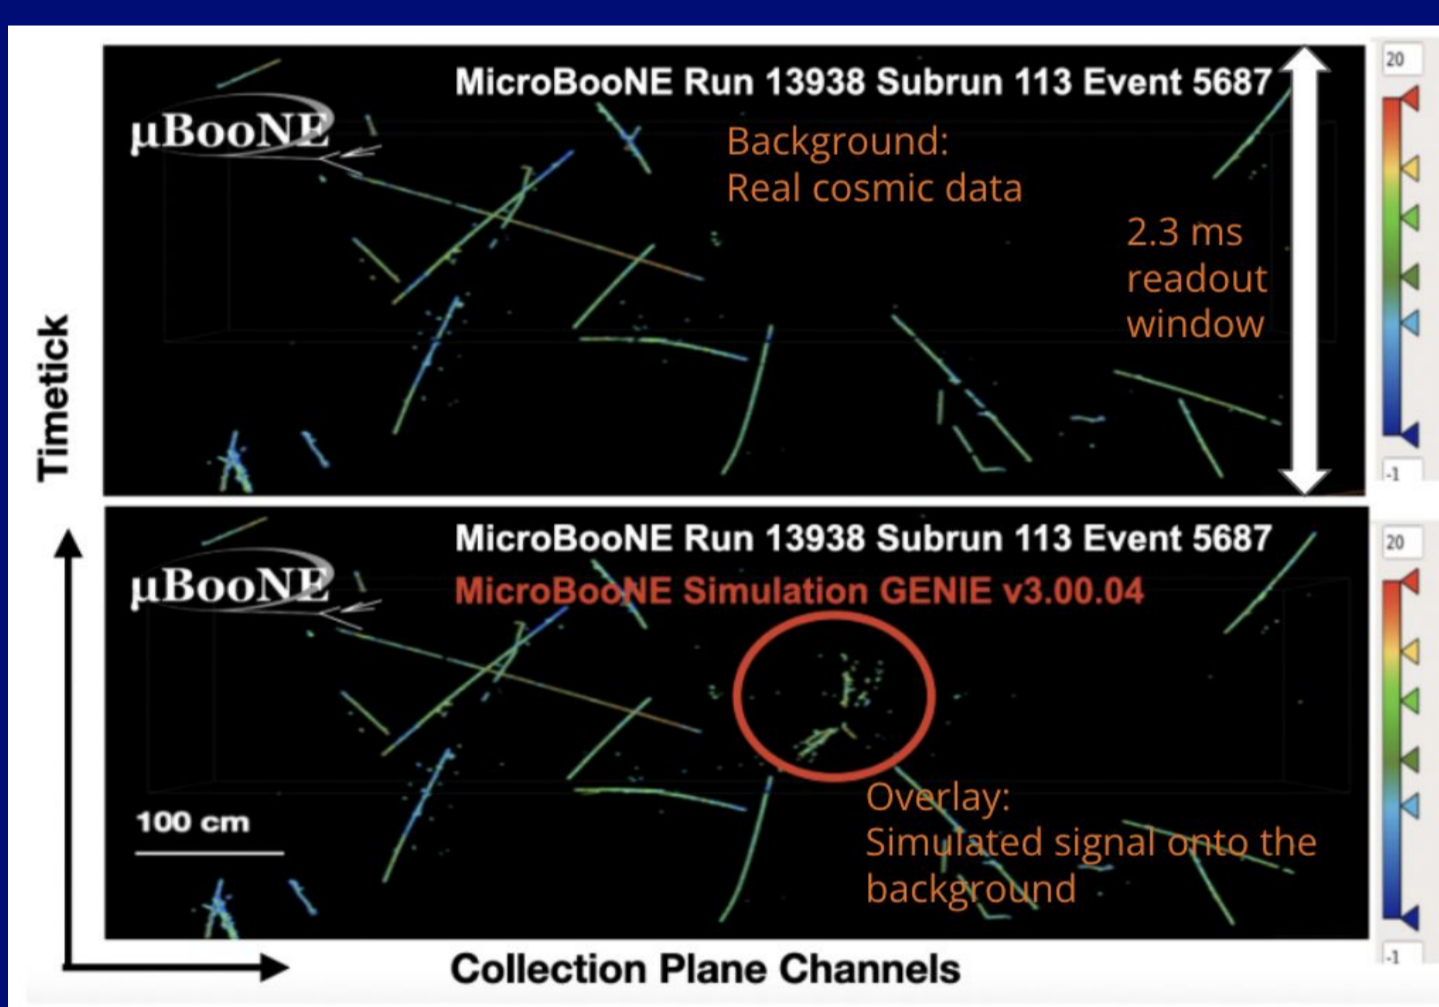 MicroBooNE Run 13938 Subrun 113 Event 5687
20
µBooNE
Background:
Real cosmic data
2.3 ms
readout
window
-1
Timetick
MicroBooNE Run 13938 Subrun 113 Event 5687
20
µBooNE
MicroBooNE Simulation GENIE v3.00.04
Overlay:
Simulated signal onto the
background
100 cm
-1
Collection Plane Channels